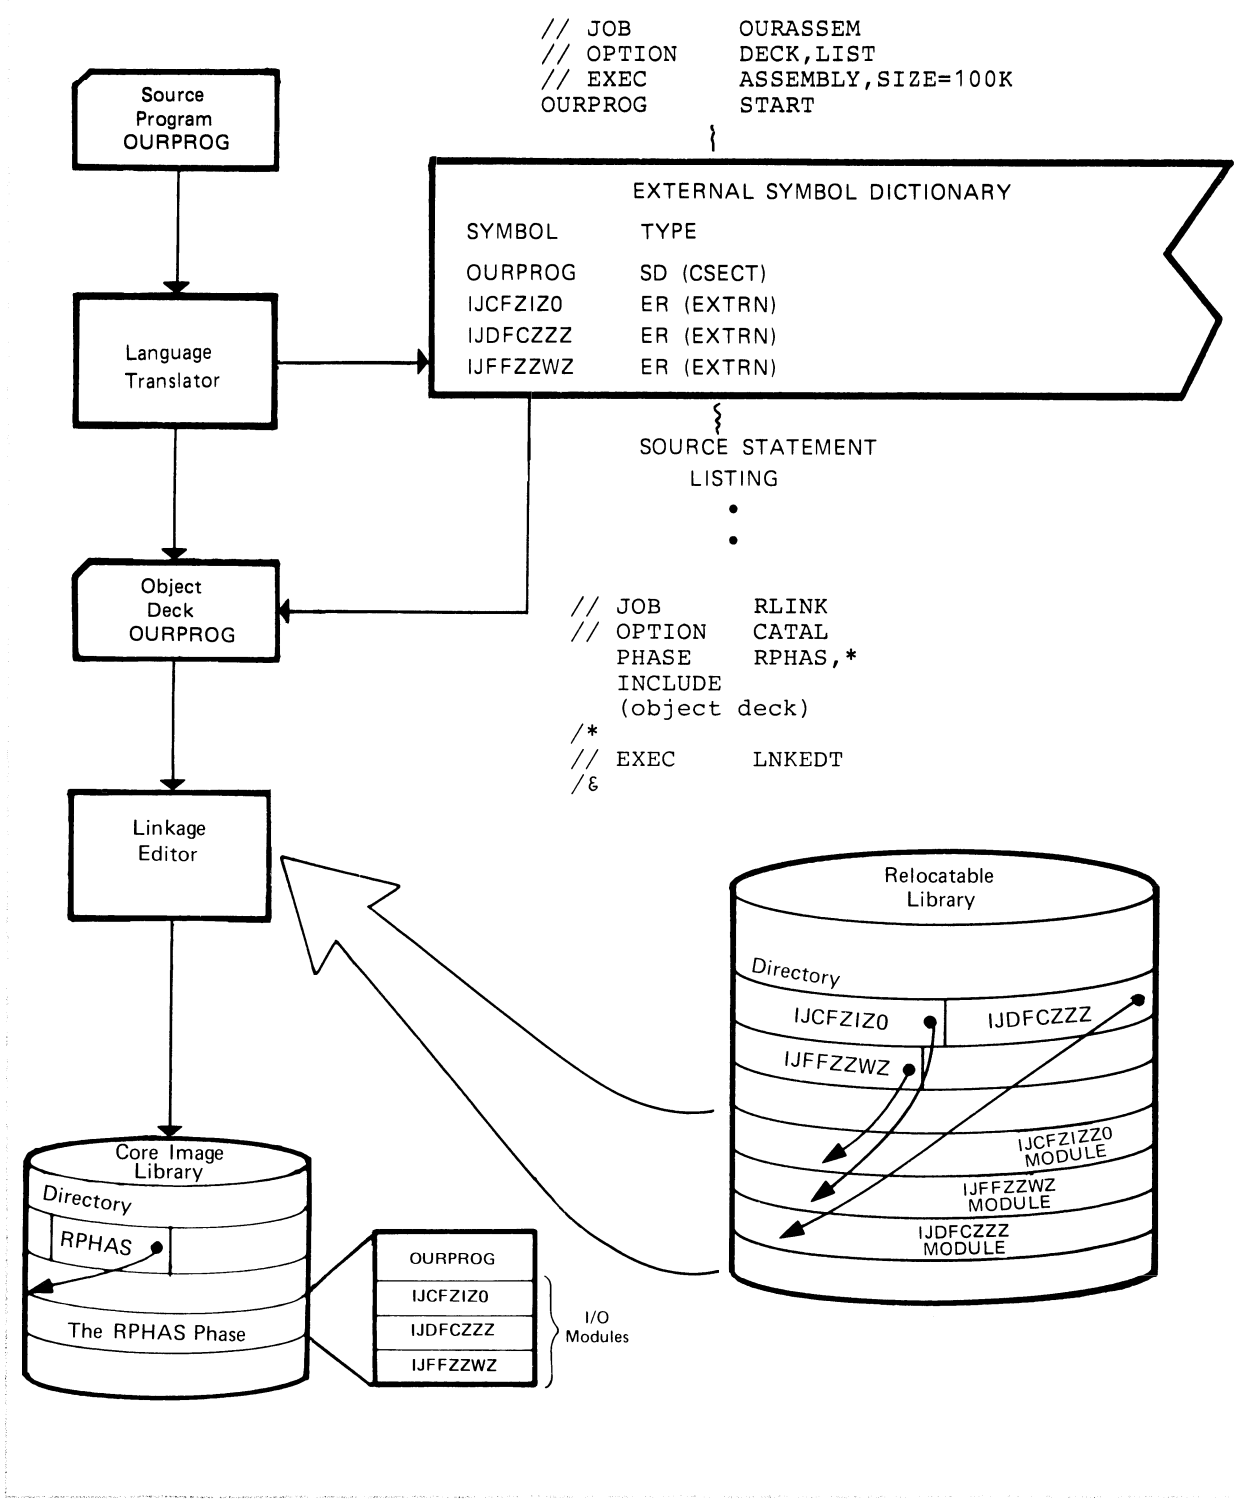 // JOB OURASSEM
// OPTION DECK,LIST
// EXEC ASSEMBLY,SIZE=100K
OURPROG START
Source
Program
OURPROG
EXTERNAL SYMBOL DICTIONARY
SYMBOL TYPE
OURPROG SD (CSECT)
IJCFZIZ0 ER (EXTRN)
IJDFCZZZ ER (EXTRN)
IJFFZZWZ ER (EXTRN)
Language
Translator
SOURCE STATEMENT
LISTING
Object
Deck
OURPROG
// JOB RLINK
// OPTION CATAL
PHASE RPHAS,*
INCLUDE
(object deck)
/*
// EXEC LNKEDT
/&
Linkage
Editor
Relocatable
Library
Directory
IJCFZIZ0 IJDFCZZZ
IJFFZZWZ
IJCFZIZZ0
MODULE
IJFFZZWZ
MODULE
IJDFCZZZ
MODULE
Core Image
Library
Directory
RPHAS
The RPHAS Phase
OURPROG
IJCFZIZ0
IJDFCZZZ
IJFFZZWZ
I/O
Modules